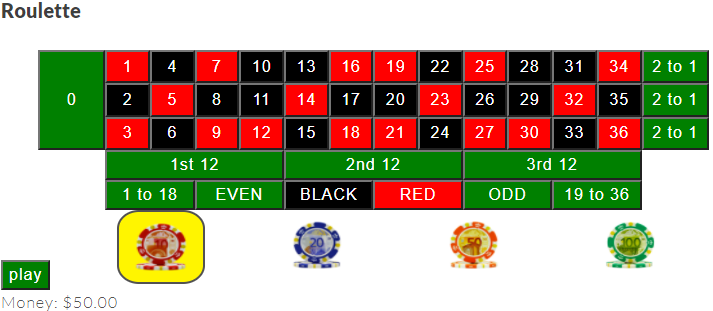 Roulette
1 4 7 10 13 16 19 22 25 28 31 34 2 to 1
0 2 5 8 11 14 17 20 23 26 29 32 35 2 to 1
3 6 9 12 15 18 21 24 27 30 33 36 2 to 1
1st 12 2nd 12 3rd 12
1 to 18 EVEN BLACK RED ODD 19 to 36
10 20 50 100
play
Money: $50.00